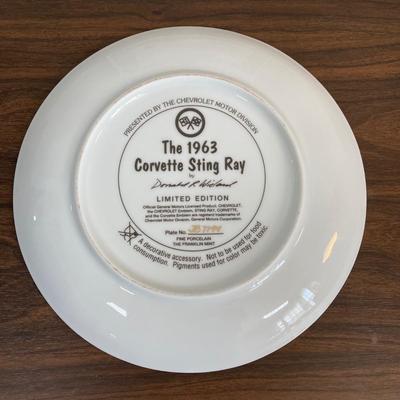 PRESENTED BY THE CHEVROLET MOTOR DIVISION
The 1963
Corvette Sting Ray
by
LIMITED EDITION
Official General Motors Licensed Product. CHEVROLET,
the CHEVROLET Emblem, STING RAY, CORVETTE,
and the Corvette Emblem are registered trademarks of
Chevrolet Motor Division, General Motors Corporation.
Plate No.
FINE PORCELAIN
THE FRANKLIN MINT
A decorative accessory. Not to be used for food
consumption. Pigments used for color may be toxic.